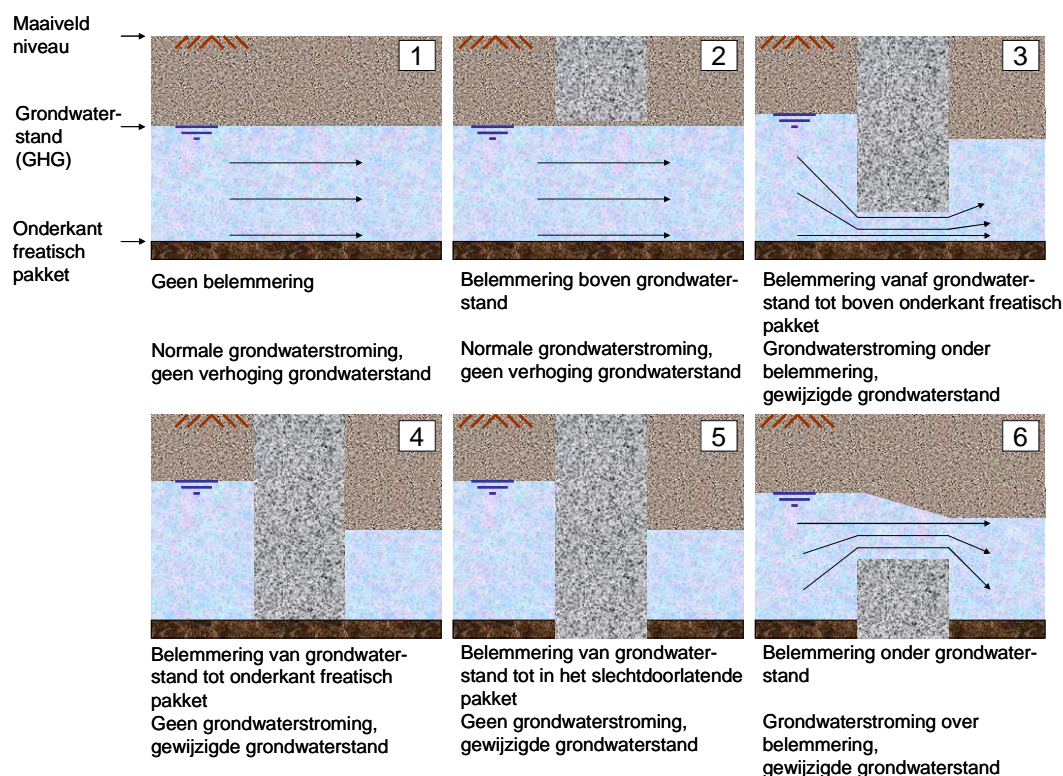 Maaiveld
niveau
1
2
3
Grondwater-
stand
(GHG)
Onderkant
freatisch
pakket
Geen belemmering
Normale grondwaterstroming,
geen verhoging grondwaterstand
Belemmering boven grondwater-
stand
Normale grondwaterstroming,
geen verhoging grondwaterstand
Belemmering vanaf grondwater-
stand tot boven onderkant freatisch
pakket
Grondwaterstroming onder
belemmering,
gewijzigde grondwaterstand
4
5
6
Belemmering van grondwater-
stand tot onderkant freatisch
pakket
Geen grondwaterstroming,
gewijzigde grondwaterstand
Belemmering van grondwater-
stand tot in het slechtdoorlatende
pakket
Geen grondwaterstroming,
gewijzigde grondwaterstand
Belemmering onder grondwater-
stand
Grondwaterstroming over
belemmering,
gewijzigde grondwaterstand